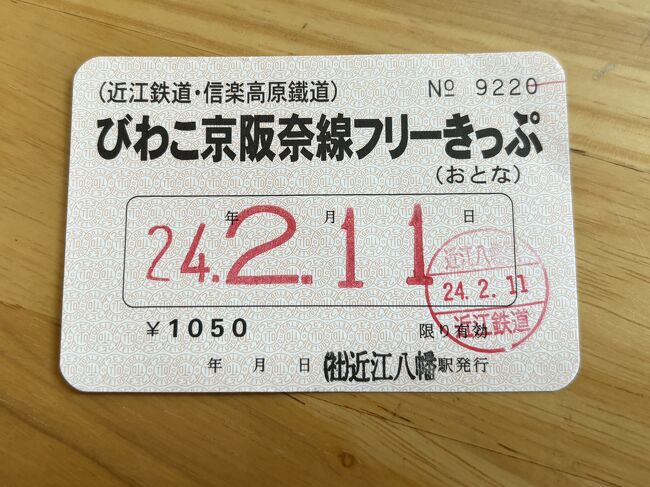 （近江鉄道・信楽高原鐵道） № 9220
びわこ京阪奈線フリーきっぷ
（おとな）
年 月 日
24.2.11
近江八幡
24.2.11
近江鉄道
￥1050 限り有効
年 月 日 (社)近江八幡駅発行